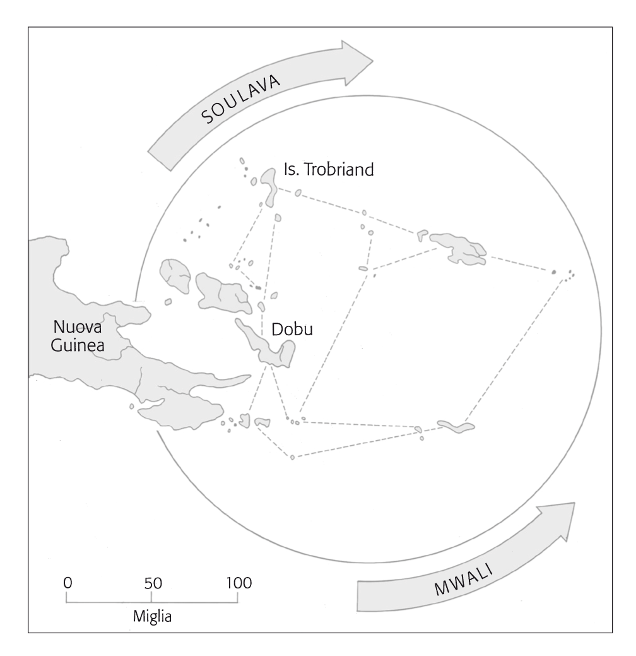 SOULAVA
Is. Trobriand
Nuova
Guinea
Dobu
MWALI
0 50 100
Miglia